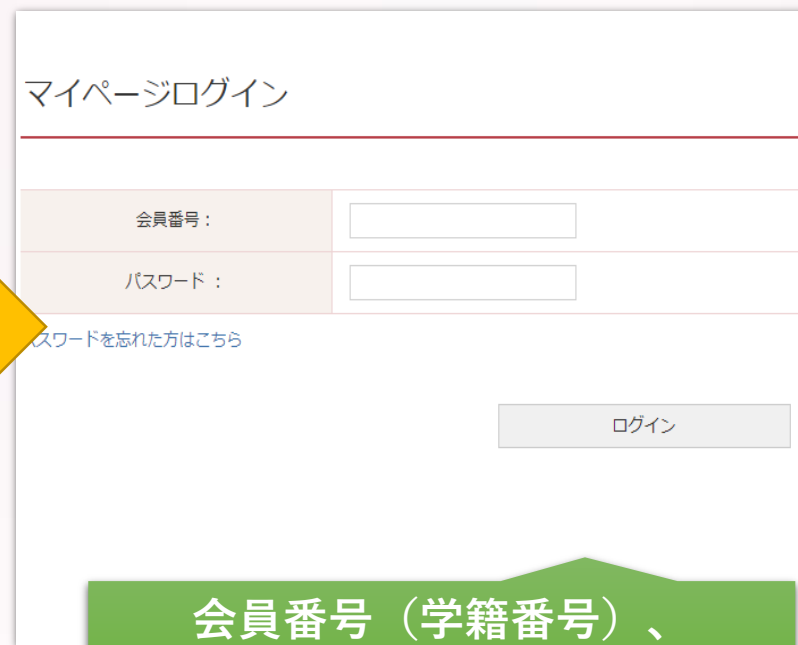 マイページログイン
会員番号：
パスワード ：
スワードを忘れた方はこちら
ログイン
会員番号（学籍番号）、